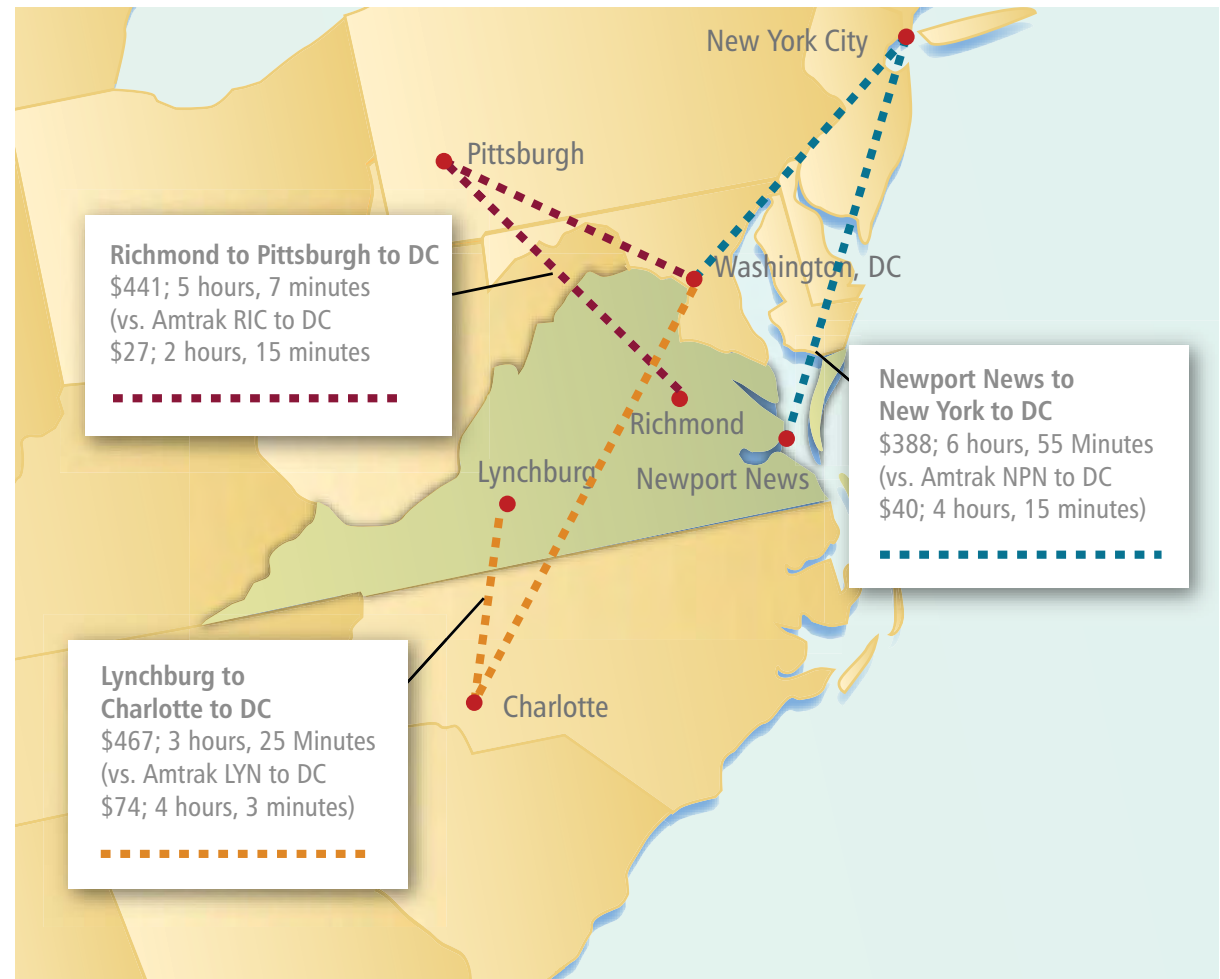 New York City
Pittsburgh
Richmond to Pittsburgh to DC
$441; 5 hours, 7 minutes
(vs. Amtrak RIC to DC
$27; 2 hours, 15 minutes
Washington, DC
Newport News to
New York to DC
$388; 6 hours, 55 Minutes
(vs. Amtrak NPN to DC
$40; 4 hours, 15 minutes)
Richmond
Lynchburg
Newport News
Lynchburg to
Charlotte to DC
$467; 3 hours, 25 Minutes
(vs. Amtrak LYN to DC
$74; 4 hours, 3 minutes)
Charlotte